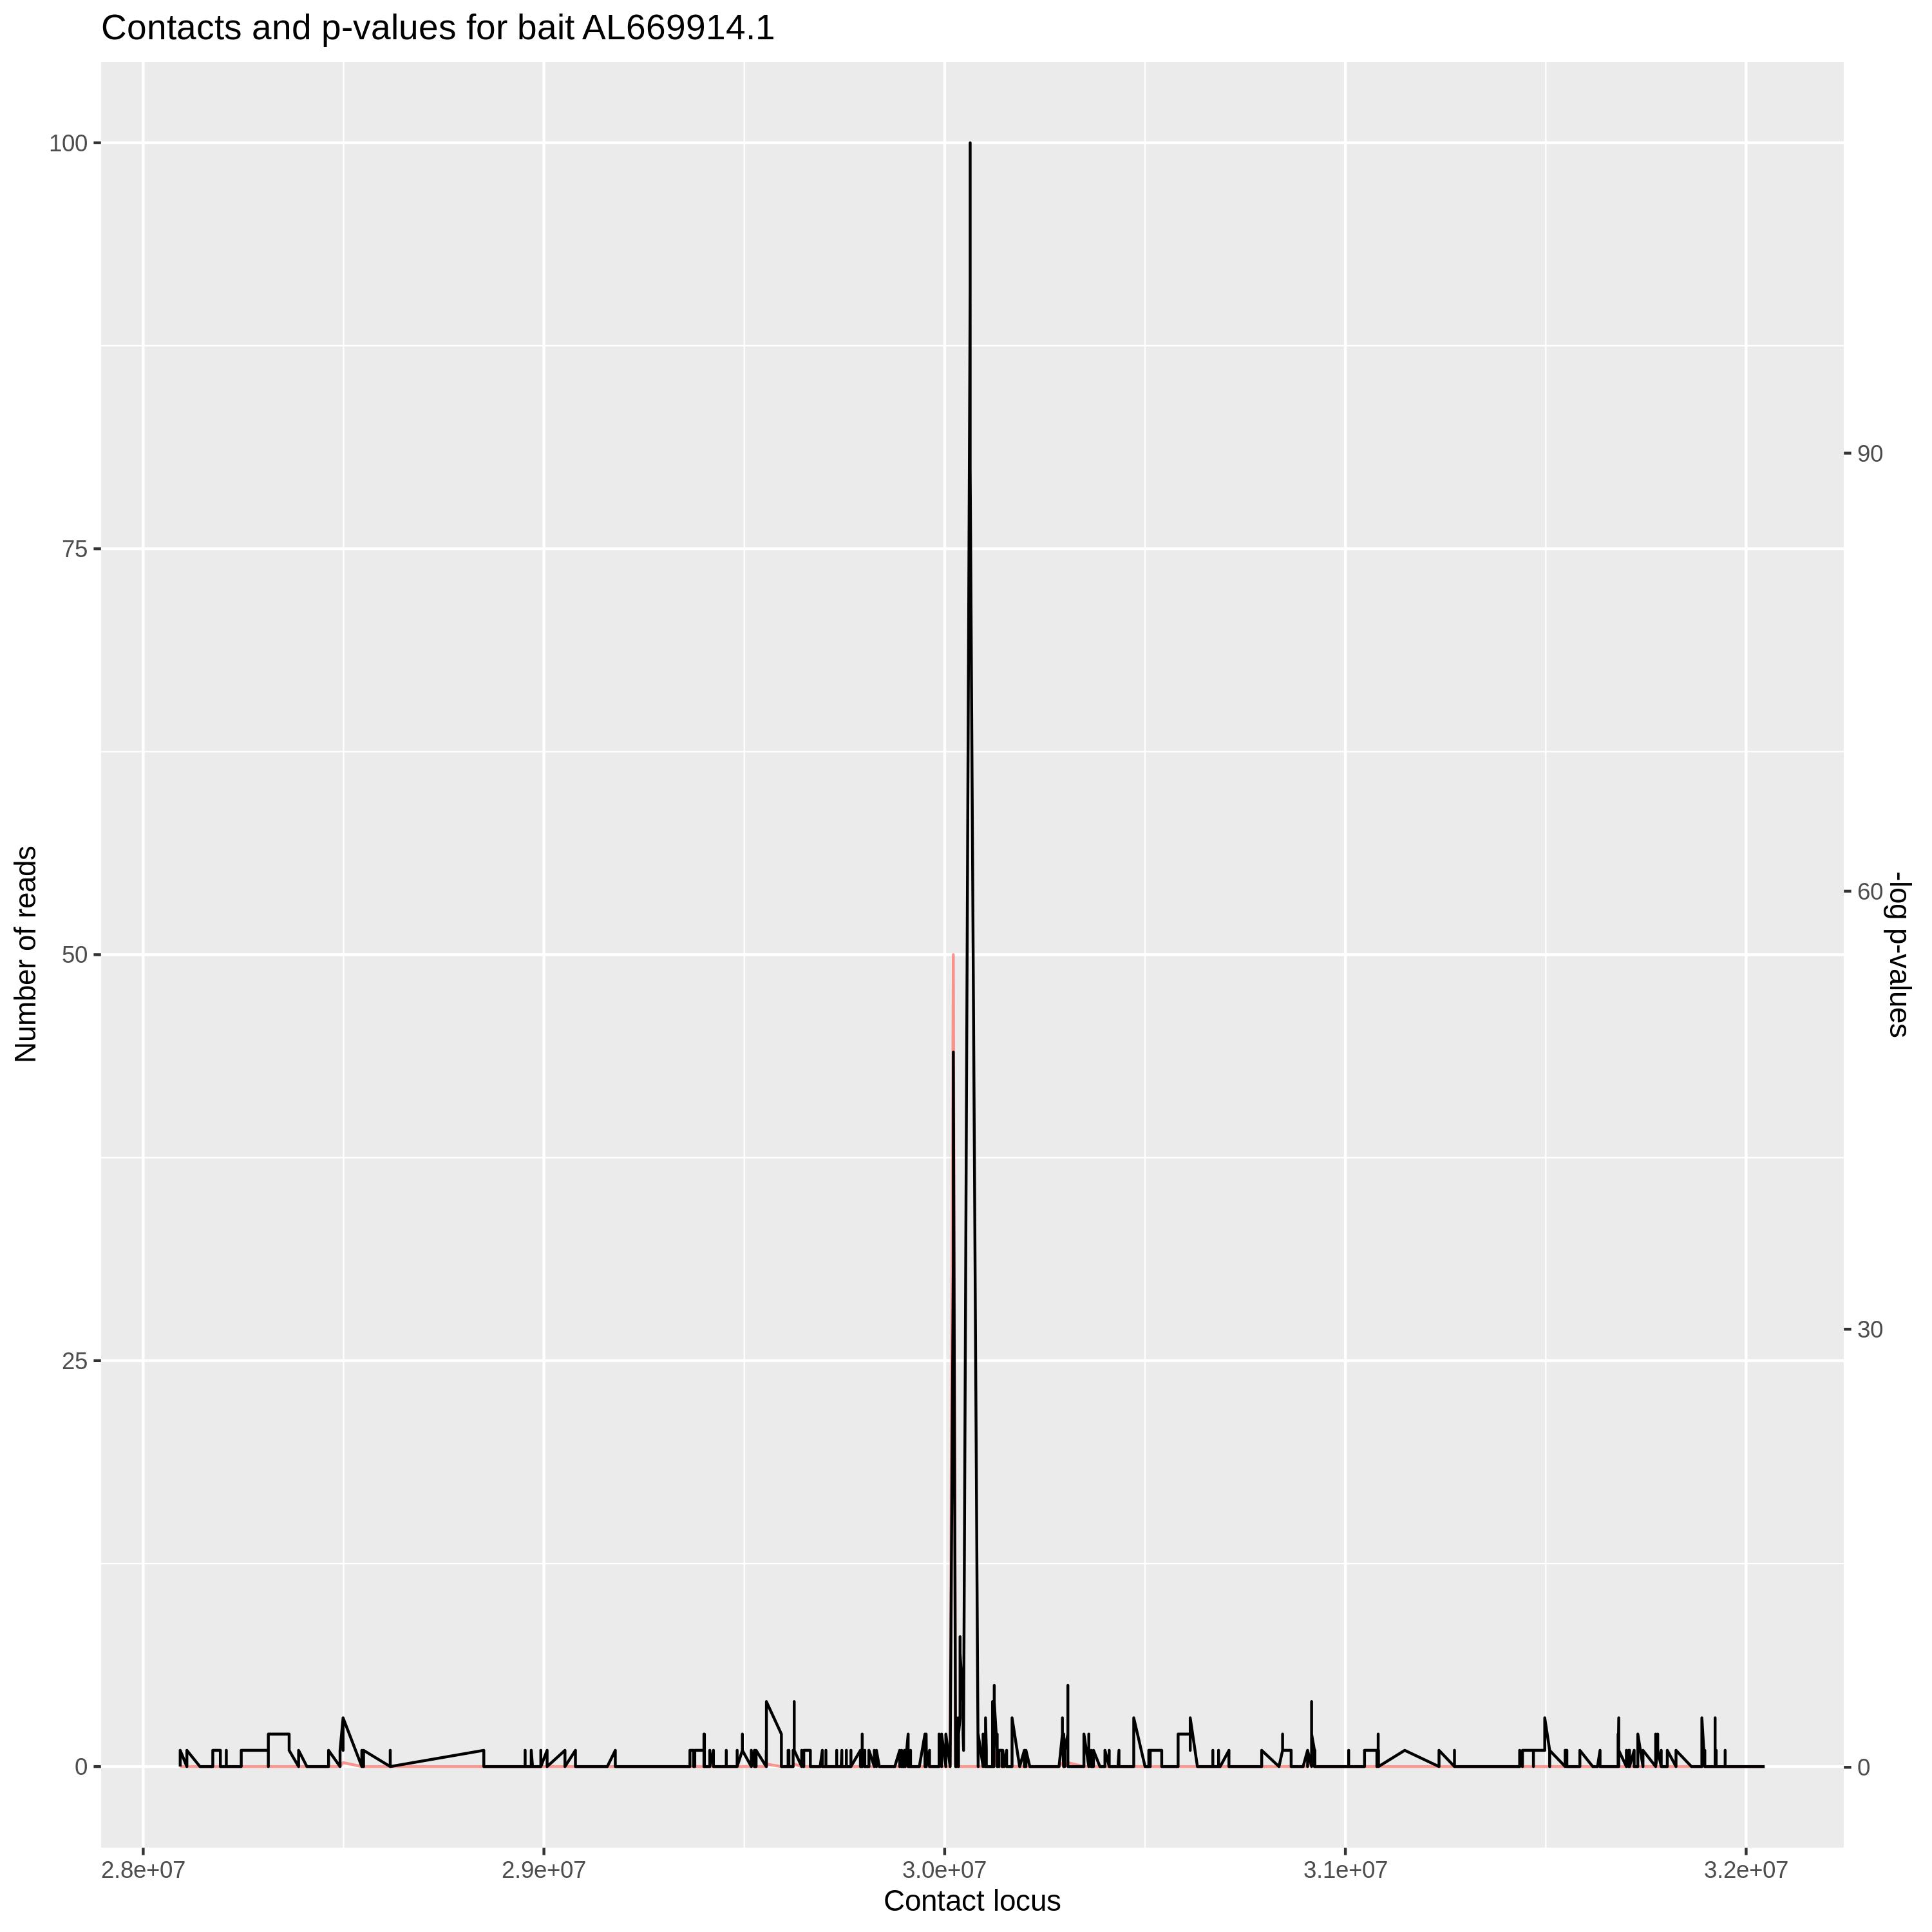 Contacts and p-values for bait AL669914.1
100
75
50
25
0
Number of reads
90
60
30
0
-log p-values
2.8e+07
2.9e+07
3.0e+07
3.1e+07
3.2e+07
Contact locus